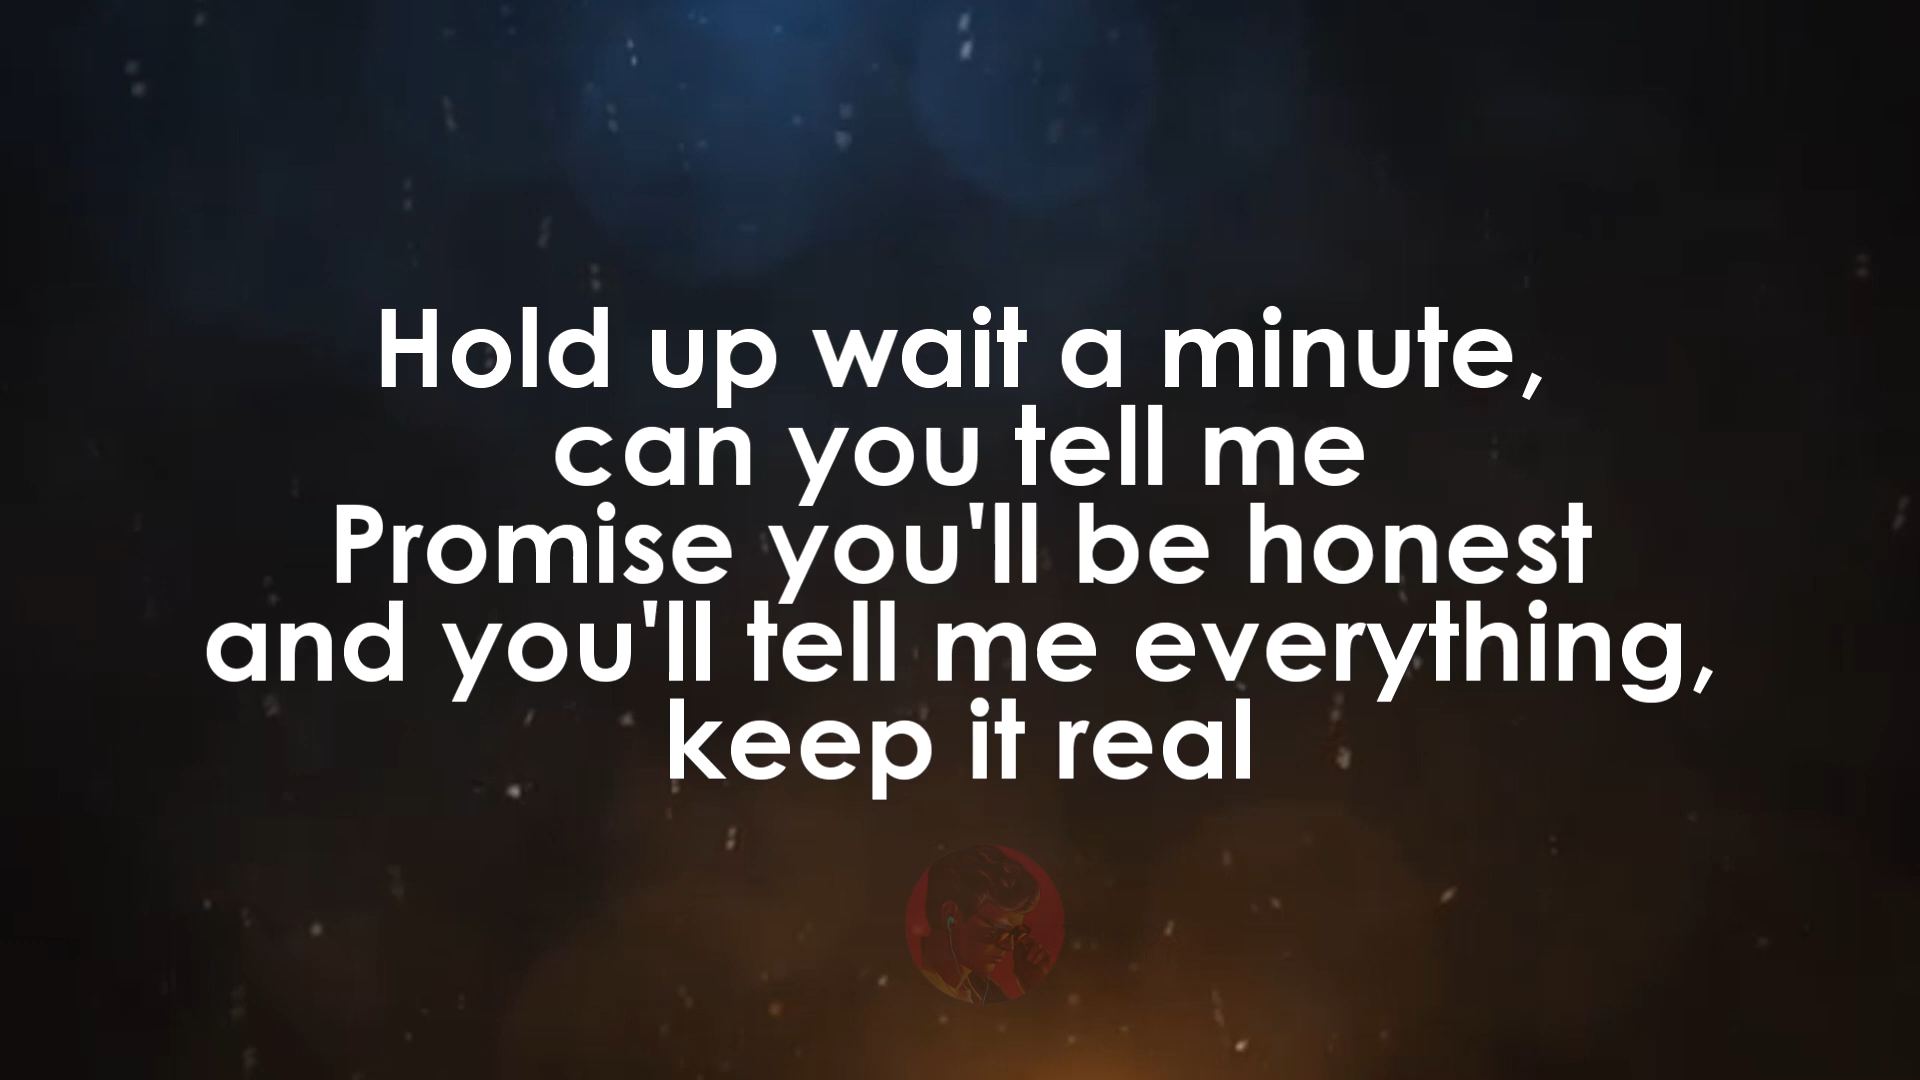 Hold up wait a minute,
can you tell me
Promise you'll be honest
and you'll tell me everything,
keep it real